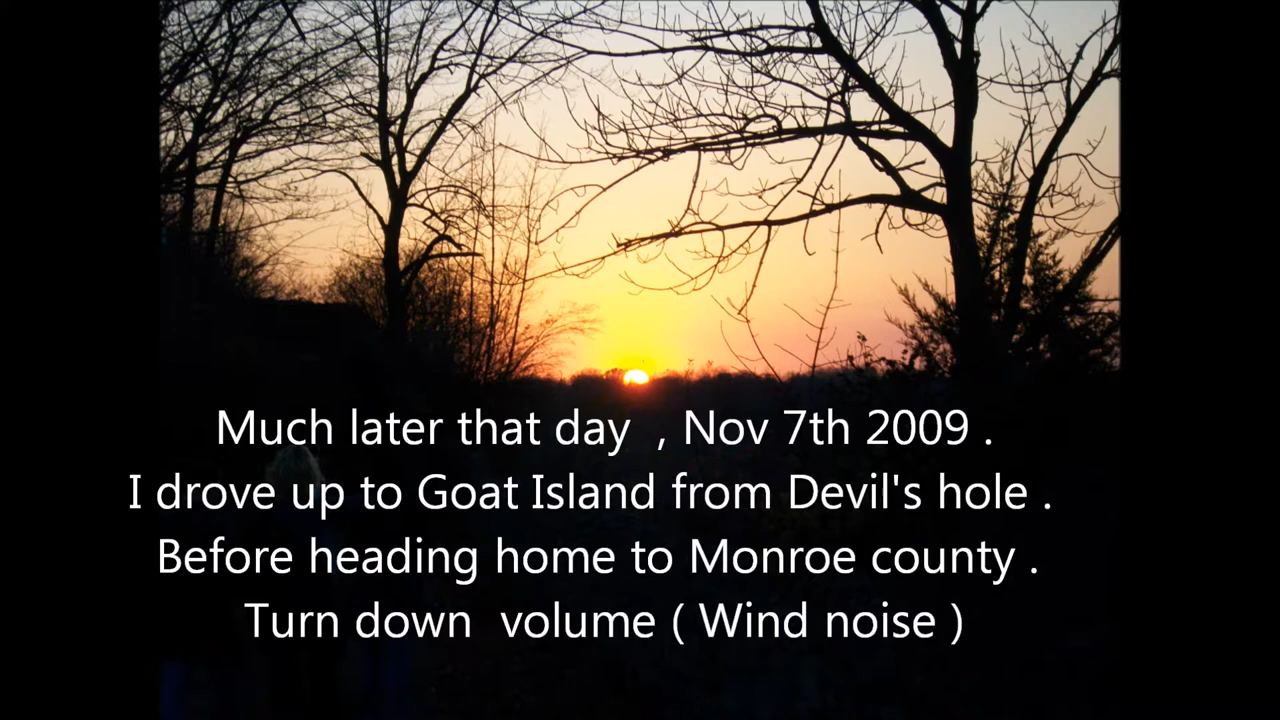 Much later that day  , Nov 7th 2009 .
I drove up to Goat Island from Devil's hole .
Before heading home to Monroe county .
Turn down  volume ( Wind noise )